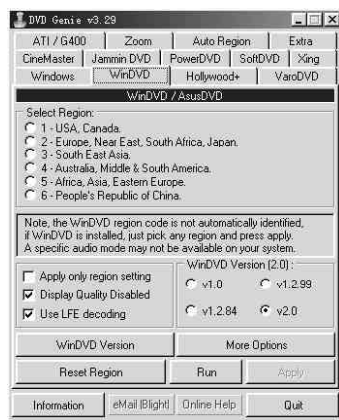 DVD Genie v3.29
ATI / G400 Zoom Auto Region Extra
CineMaster Jammin DVD PowerDVD SoftDVD Xing
Windows WinDVD Hollywood+ VaroDVD
WinDVD / AsusDVD
Select Region:
1 - USA, Canada.
2 - Europe, Near East, South Africa, Japan.
3 - South East Asia.
4 - Australia, Middle & South America.
5 - Africa, Asia, Eastern Europe.
6 - People's Republic of China.
Note, the WinDVD region code is not automatically identified,
if WinDVD is installed, just pick any region and press apply.
A specific audio mode may not be available on your system.
Apply only region setting
Display Quality Disabled
Use LFE decoding
WinDVD Version (2.0) :
v1.0 v1.2.99
v1.2.84 v2.0
WinDVD Version More Options
Reset Region Run Apply
Information eMail (Blight) Online Help Quit